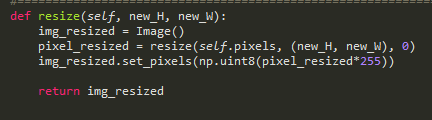 def resize(self, new_H, new_W):
    img_resized = Image()
    pixel_resized = resize(self.pixels, (new_H, new_W), 0)
    img_resized.set_pixels(np.uint8(pixel_resized*255))

    return img_resized